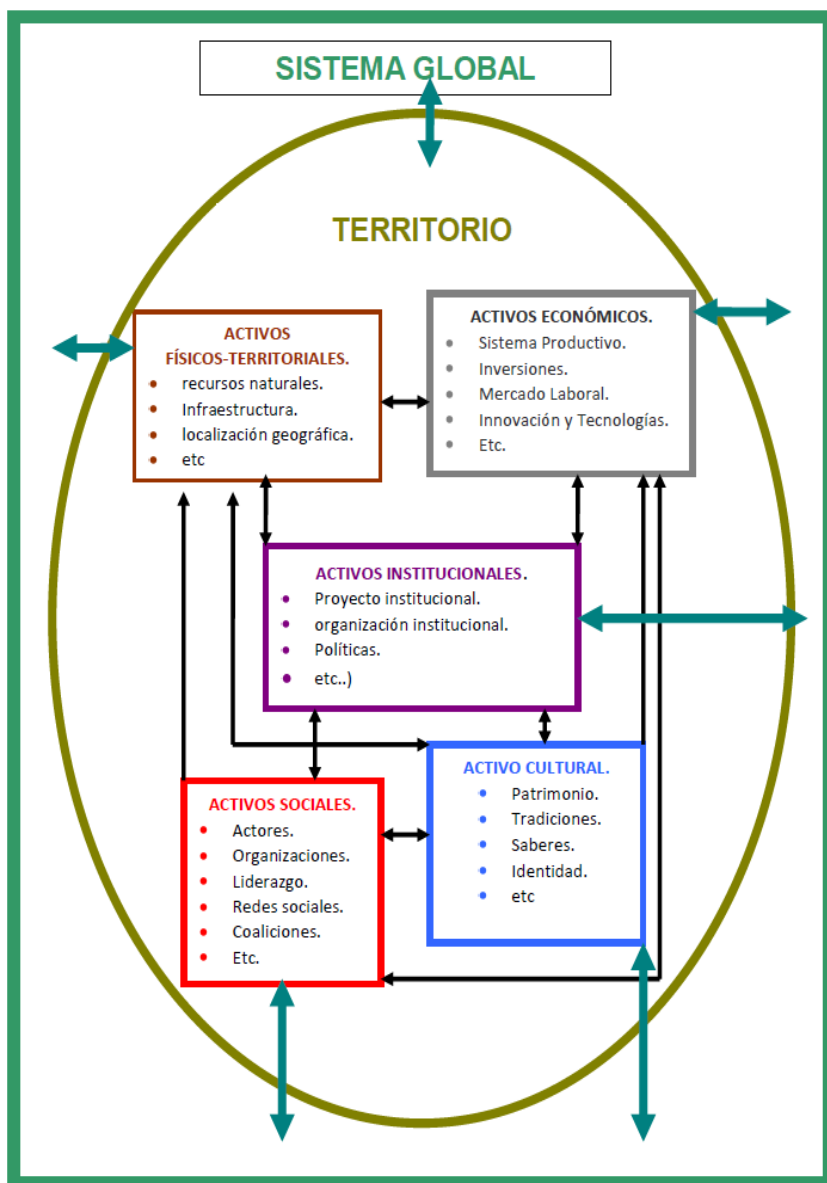 SISTEMA GLOBAL
TERRITORIO
ACTIVOS
FÍSICOS-TERRITORIALES.
• recursos naturales.
• Infraestructura.
• localización geográfica.
• etc
ACTIVOS ECONÓMICOS.
• Sistema Productivo.
• Inversiones.
• Mercado Laboral.
• Innovación y Tecnologías.
• Etc.
ACTIVOS INSTITUCIONALES.
• Proyecto institucional.
• organización institucional.
• Políticas.
• etc..)
ACTIVOS SOCIALES.
• Actores.
• Organizaciones.
• Liderazgo.
• Redes sociales.
• Coaliciones.
• Etc.
ACTIVO CULTURAL.
• Patrimonio.
• Tradiciones.
• Saberes.
• Identidad.
• etc